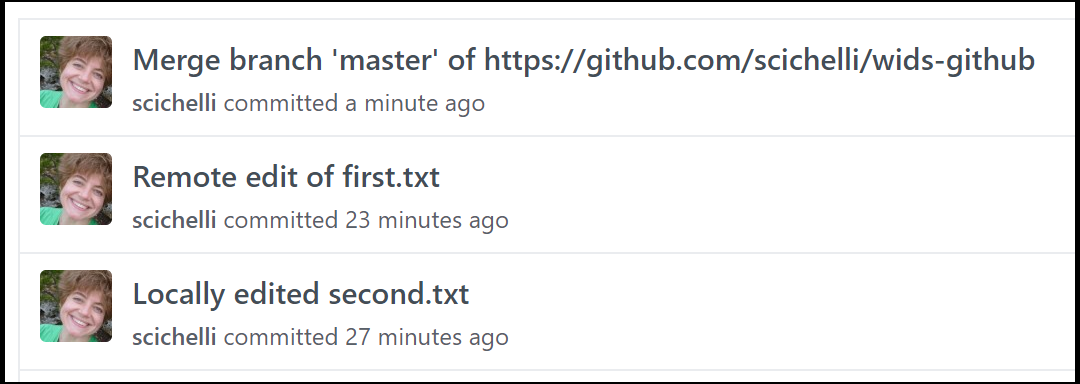 Merge branch 'master' of https://github.com/scichelli/wids-github
scichelli committed a minute ago
Remote edit of first.txt
scichelli committed 23 minutes ago
Locally edited second.txt
scichelli committed 27 minutes ago